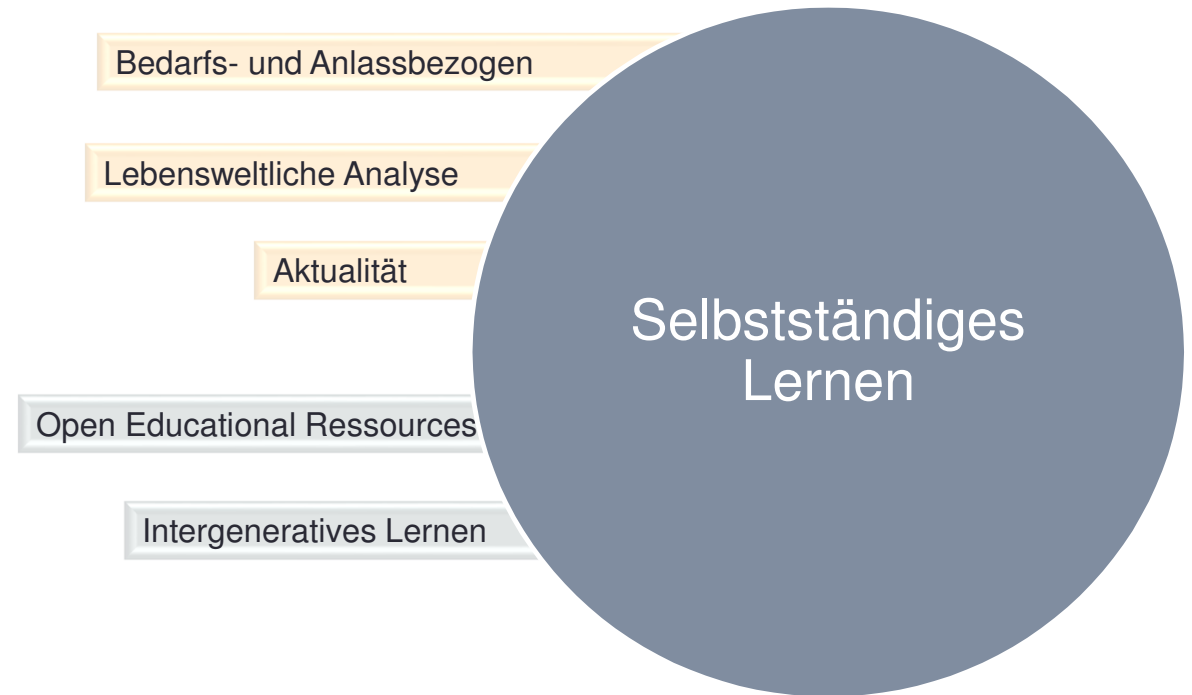 Bedarfs- und Anlassbezogen
Lebensweltliche Analyse
Aktualität
Open Educational Ressources
Intergeneratives Lernen
Selbstständiges
Lernen